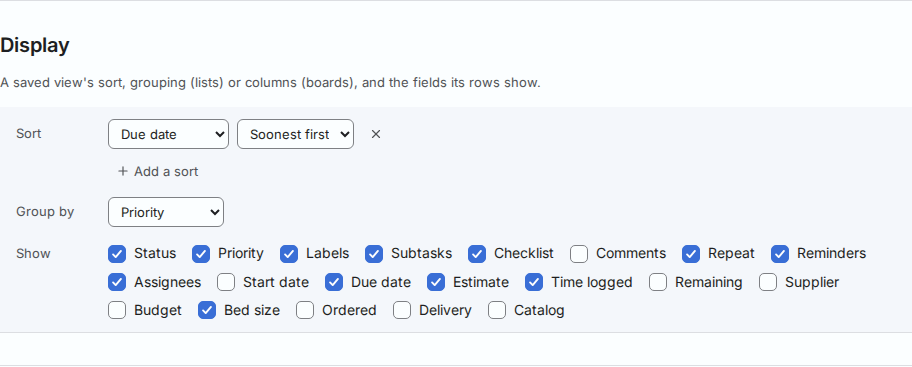 Display
A saved view's sort, grouping (lists) or columns (boards), and the fields its rows show.
Sort Due date Soonest first
Add a sort
Group by Priority
Show Status Priority Labels Subtasks Checklist Comments Repeat Reminders
Assignees Start date Due date Estimate Time logged Remaining Supplier
Budget Bed size Ordered Delivery Catalog